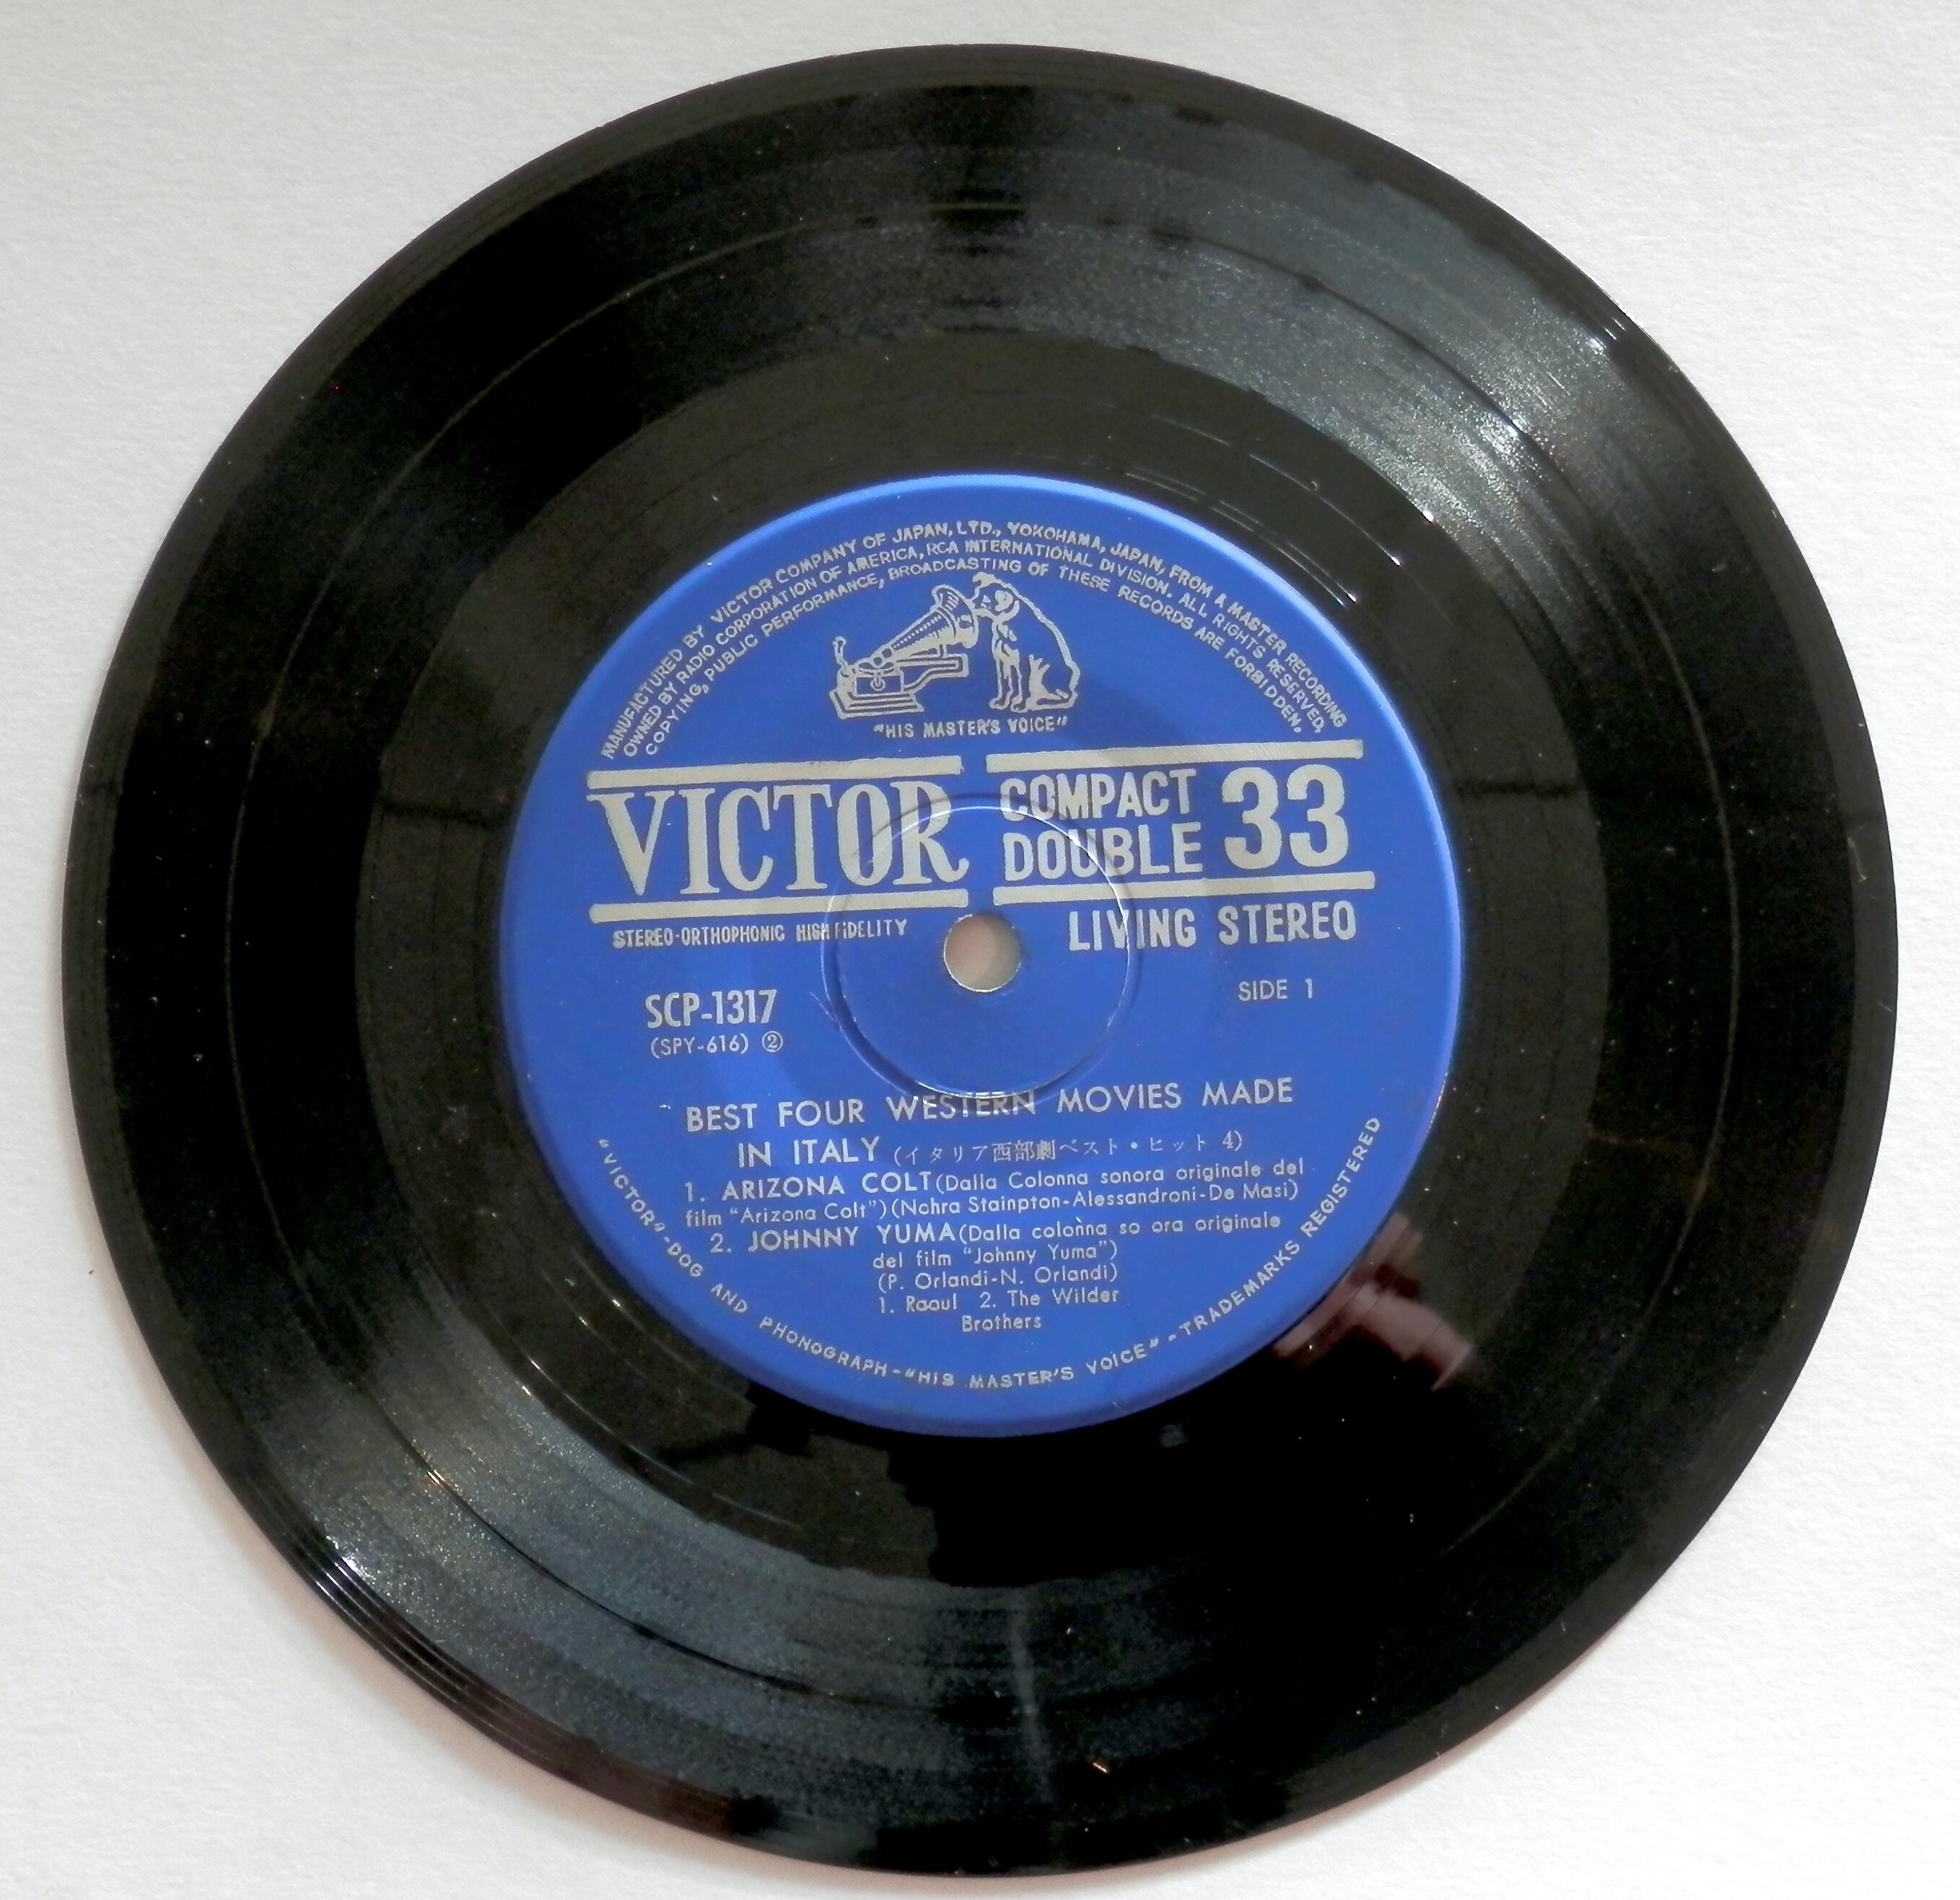 MANUFACTURED BY VICTOR COMPANY OF JAPAN, LTD., YOKOHAMA, JAPAN, FROM A MASTER RECORDING
OWNED BY RADIO CORPORATION OF AMERICA, RCA INTERNATIONAL DIVISION. ALL RIGHTS RESERVED,
COPYING, PUBLIC PERFORMANCE, BROADCASTING OF THESE RECORDS ARE FORBIDDEN.
"HIS MASTER'S VOICE"
VICTOR
COMPACT
DOUBLE 33
STEREO-ORTHOPHONIC HIGH FIDELITY
LIVING STEREO
SCP-1317
SIDE 1
(SPY-616) ②
BEST FOUR WESTERN MOVIES MADE
IN ITALY (イタリア西部劇ベスト・ヒット 4)
1. ARIZONA COLT(Dalla Colonna sonora originale del
film "Arizona Colt")(Nohra Stainpton-Alessandroni-De Masi)
2. JOHNNY YUMA(Dalla colonna so ora originale
del film "Johnny Yuma")
(P. Orlandi-N. Orlandi)
1. Raoul 2. The Wilder
Brothers
"VICTOR"-DOG AND PHONOGRAPH-"HIS MASTER'S VOICE"-TRADEMARKS REGISTERED